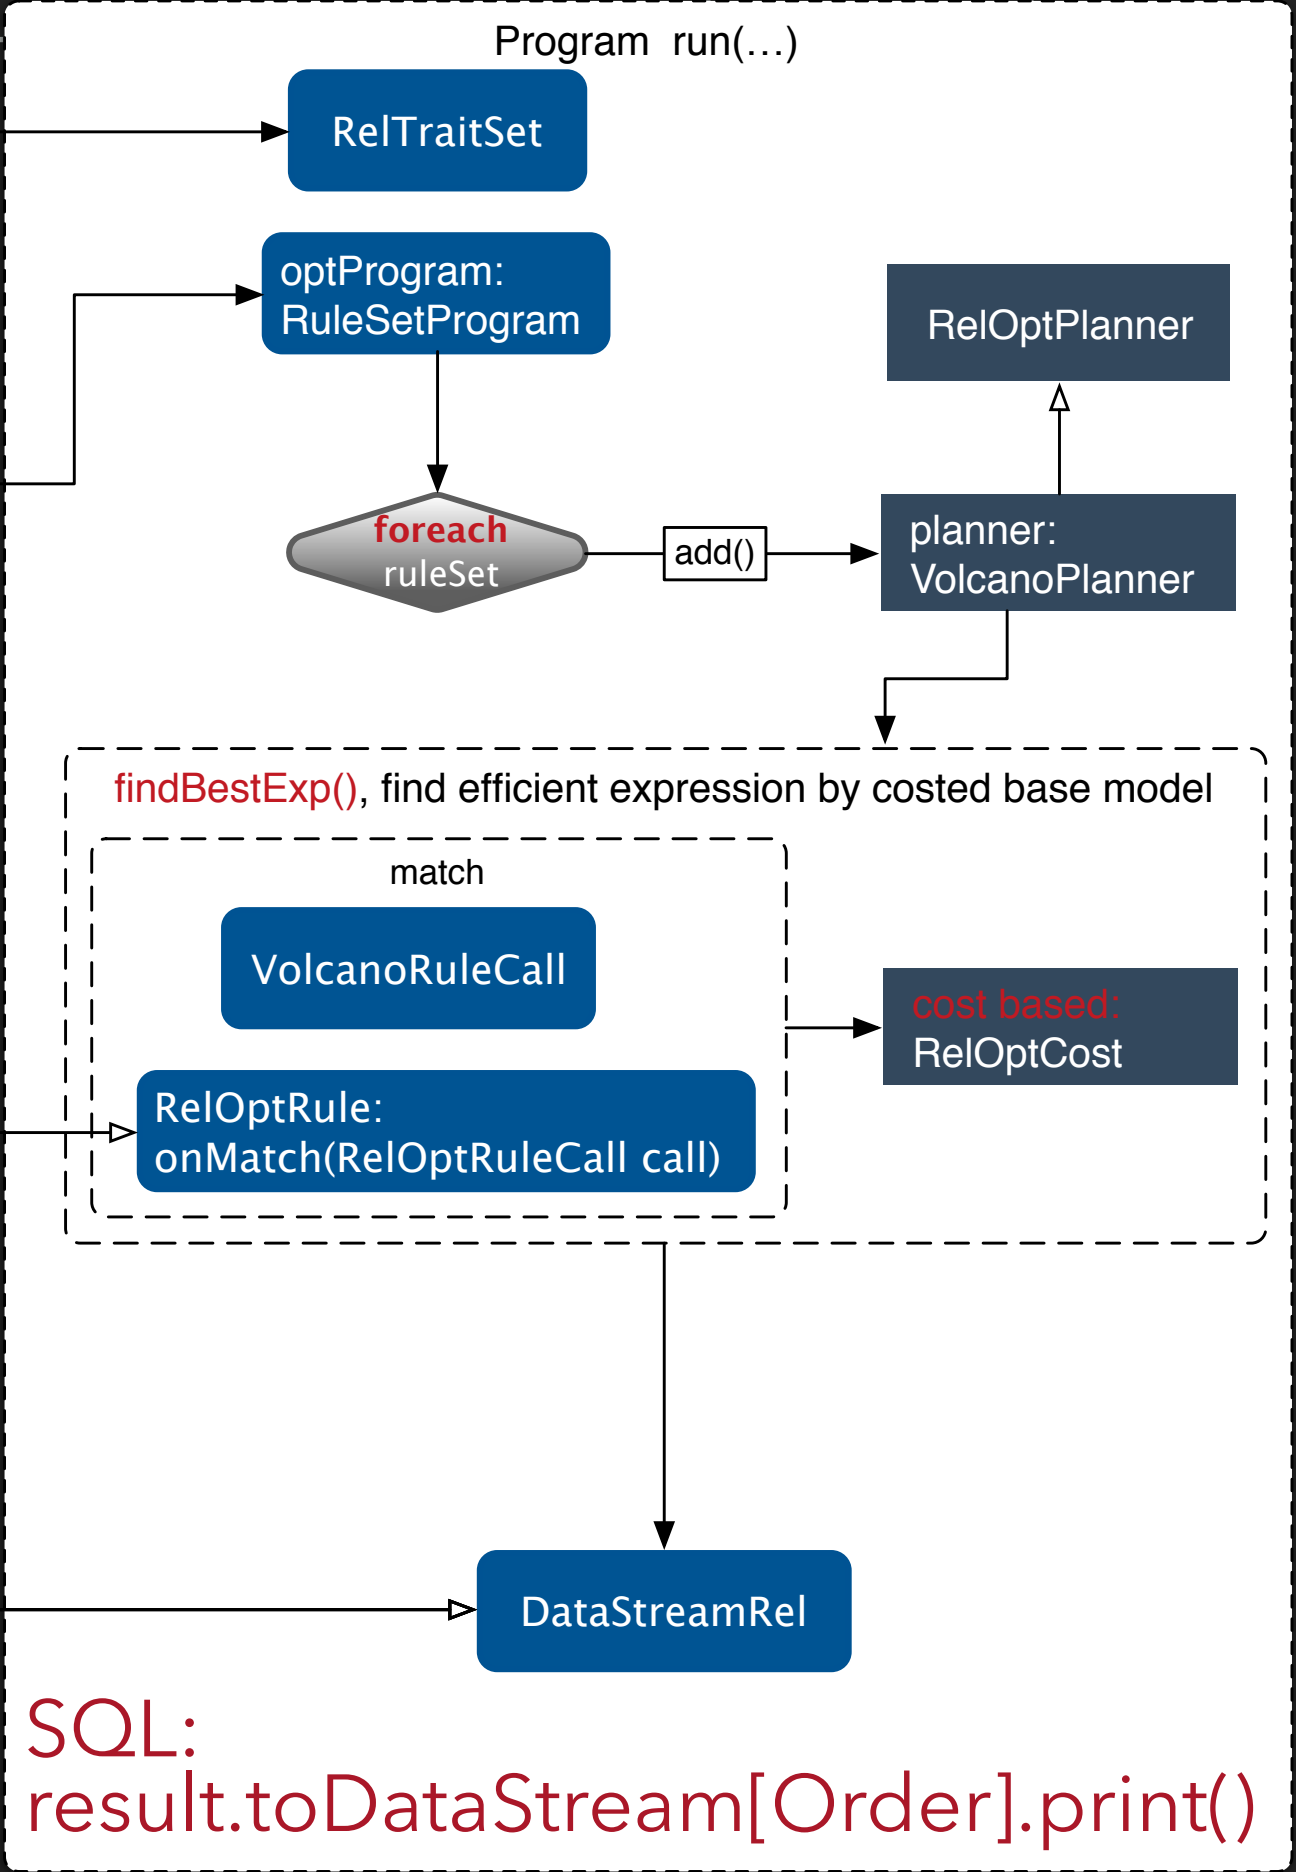 Program run(...)
RelTraitSet
optProgram:
RuleSetProgram
RelOptPlanner
foreach
ruleSet
add()
planner:
VolcanoPlanner
findBestExp(), find efficient expression by costed base model
match
VolcanoRuleCall
cost based:
RelOptCost
RelOptRule:
onMatch(RelOptRuleCall call)
DataStreamRel
SQL:
result.toDataStream[Order].print()